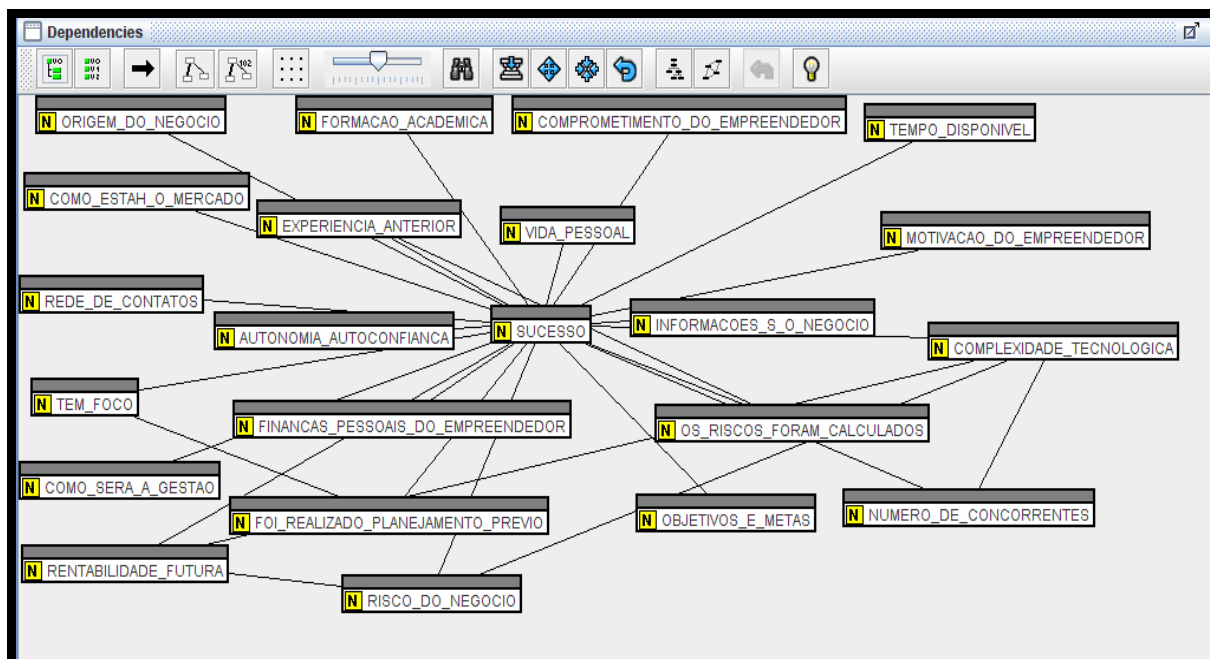 Dependencies
N ORIGEM_DO_NEGOCIO
N FORMACAO_ACADEMICA
N COMPROMETIMENTO_DO_EMPREENDEDOR
N TEMPO_DISPONIVEL
N COMO_ESTAH_O_MERCADO
N EXPERIENCIA_ANTERIOR
N VIDA_PESSOAL
N MOTIVACAO_DO_EMPREENDEDOR
N REDE_DE_CONTATOS
N AUTONOMIA_AUTOCONFIANCA
N SUCESSO
N INFORMACOES_S_O_NEGOCIO
N COMPLEXIDADE_TECNOLOGICA
N TEM_FOCO
N FINANCAS_PESSOAIS_DO_EMPREENDEDOR
N OS_RISCOS_FORAM_CALCULADOS
N COMO_SERA_A_GESTAO
N FOI_REALIZADO_PLANEJAMENTO_PREVIO
N OBJETIVOS_E_METAS
N NUMERO_DE_CONCORRENTES
N RENTABILIDADE_FUTURA
N RISCO_DO_NEGOCIO